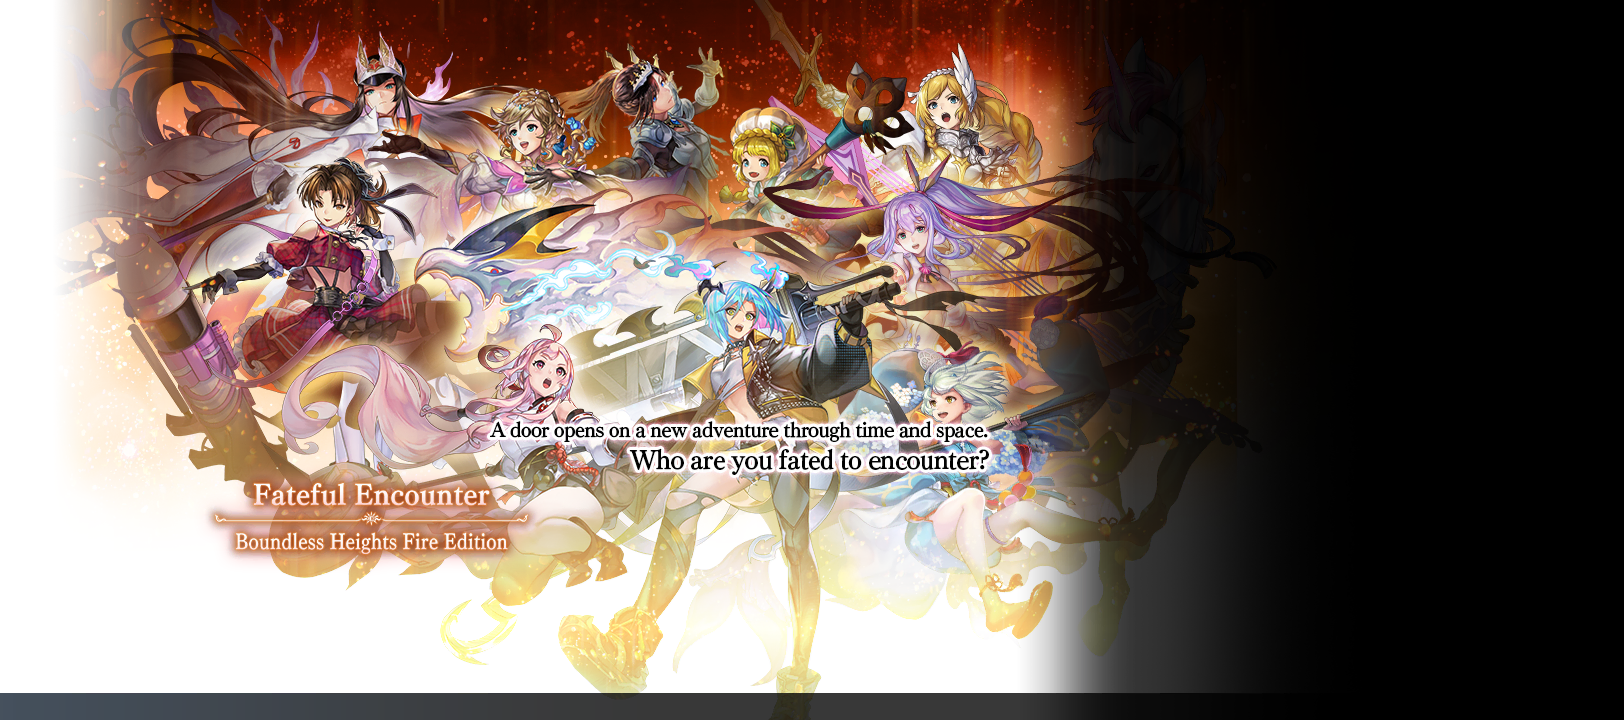 A door opens on a new adventure through time and space.
Who are you fated to encounter?
Fateful Encounter
Boundless Heights Fire Edition